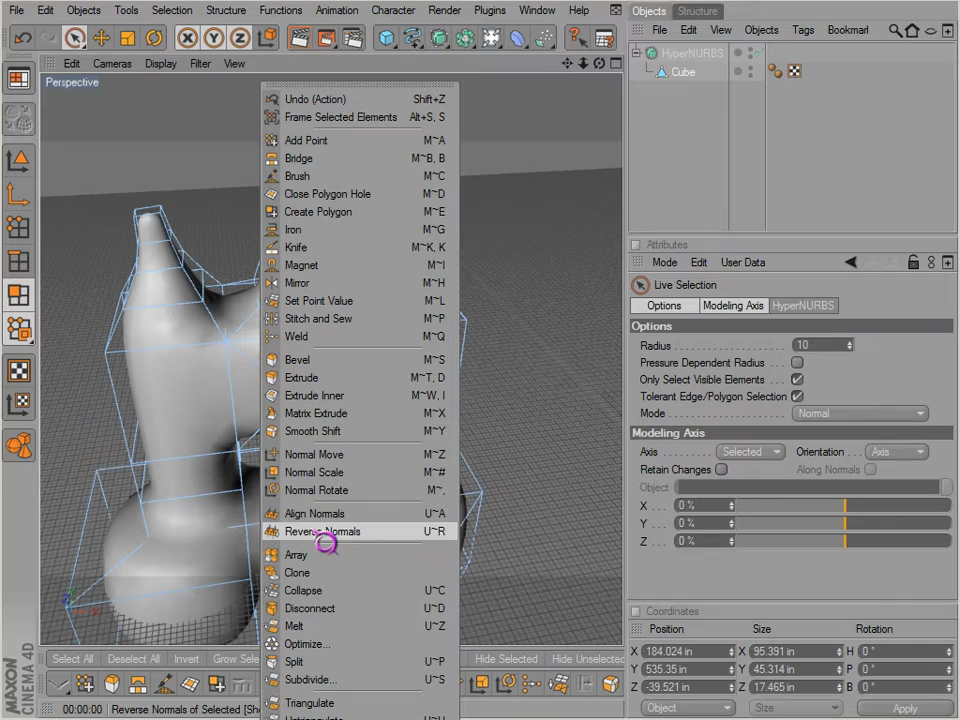 File Edit Objects Tools Selection Structure Functions Animation Character Render Plugins Window Help
Objects Structure
File Edit View Objects Tags Bookmark
Edit Cameras Display Filter View
Perspective
HyperNURBS
Cube
Undo (Action) Shift+Z
Frame Selected Elements Alt+S, S
Add Point M~A
Bridge M~B, B
Brush M~C
Close Polygon Hole M~D
Create Polygon M~E
Iron M~G
Knife M~K, K
Magnet M~I
Mirror M~H
Set Point Value M~L
Stitch and Sew M~P
Weld M~Q
Bevel M~S
Extrude M~T, D
Extrude Inner M~W, I
Matrix Extrude M~X
Smooth Shift M~Y
Normal Move M~Z
Normal Scale M~#
Normal Rotate M~,
Align Normals U~A
Reverse Normals U~R
Array
Clone
Collapse U~C
Disconnect U~D
Melt U~Z
Optimize...
Split U~P
Subdivide... U~S
Triangulate
Attributes
Mode Edit User Data
Live Selection
Options Modeling Axis HyperNURBS
Options
Radius 10
Pressure Dependent Radius
Only Select Visible Elements
Tolerant Edge/Polygon Selection
Mode Normal
Modeling Axis
Axis Selected Orientation Axis
Retain Changes Along Normals
Object
X 0 %
Y 0 %
Z 0 %
Coordinates
Position Size Rotation
X 184.024 in X 95.391 in H 0 °
Y 535.35 in Y 45.314 in P 0 °
Z -39.521 in Z 17.465 in B 0 °
Object Size Apply
Select All Deselect All Invert Grow Hide Selected Hide Unselected
00:00:00 Reverse Normals of Selected
MAXON
CINEMA 4D